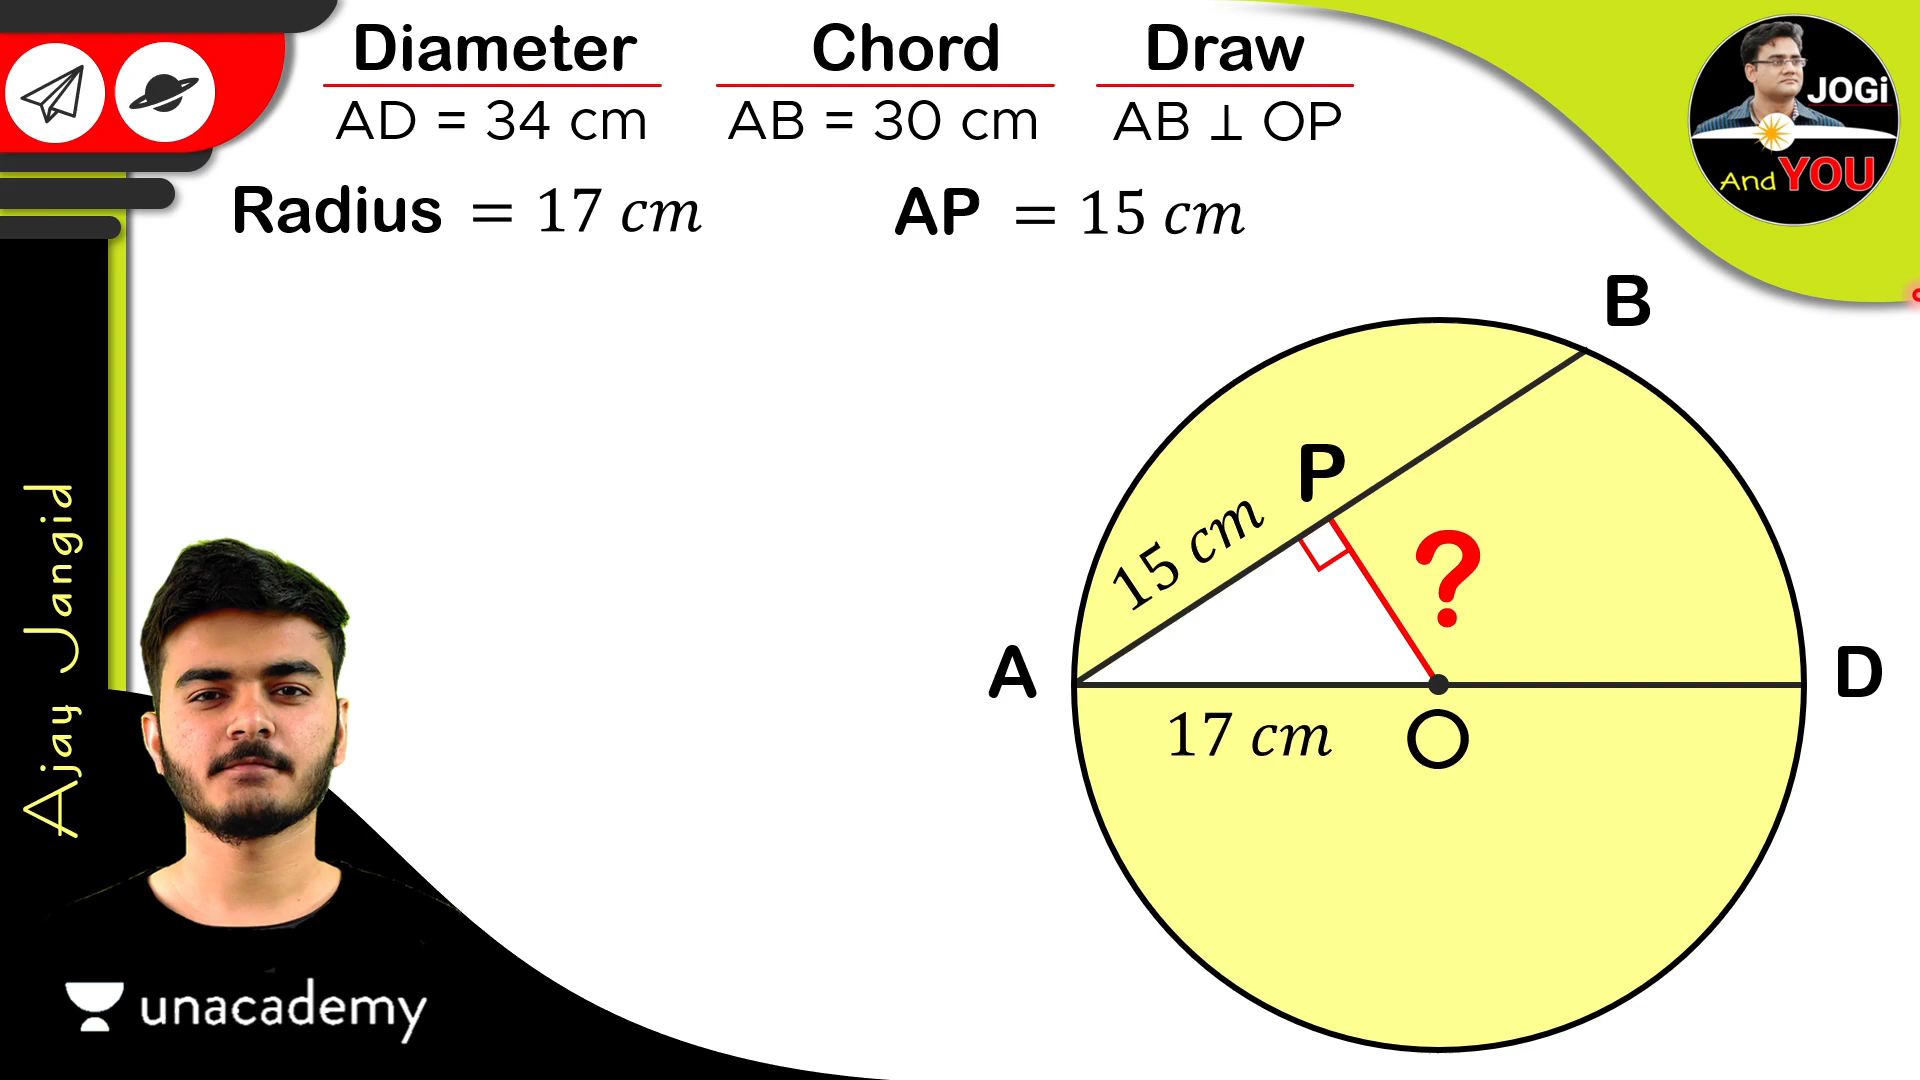 Diameter Chord Draw
AD = 34 cm AB = 30 cm AB ⊥ OP
Radius = 17 cm AP = 15 cm
JOGi
And YOU
B
P
15 cm
?
A
D
17 cm
O
Ajay Jangid
unacademy